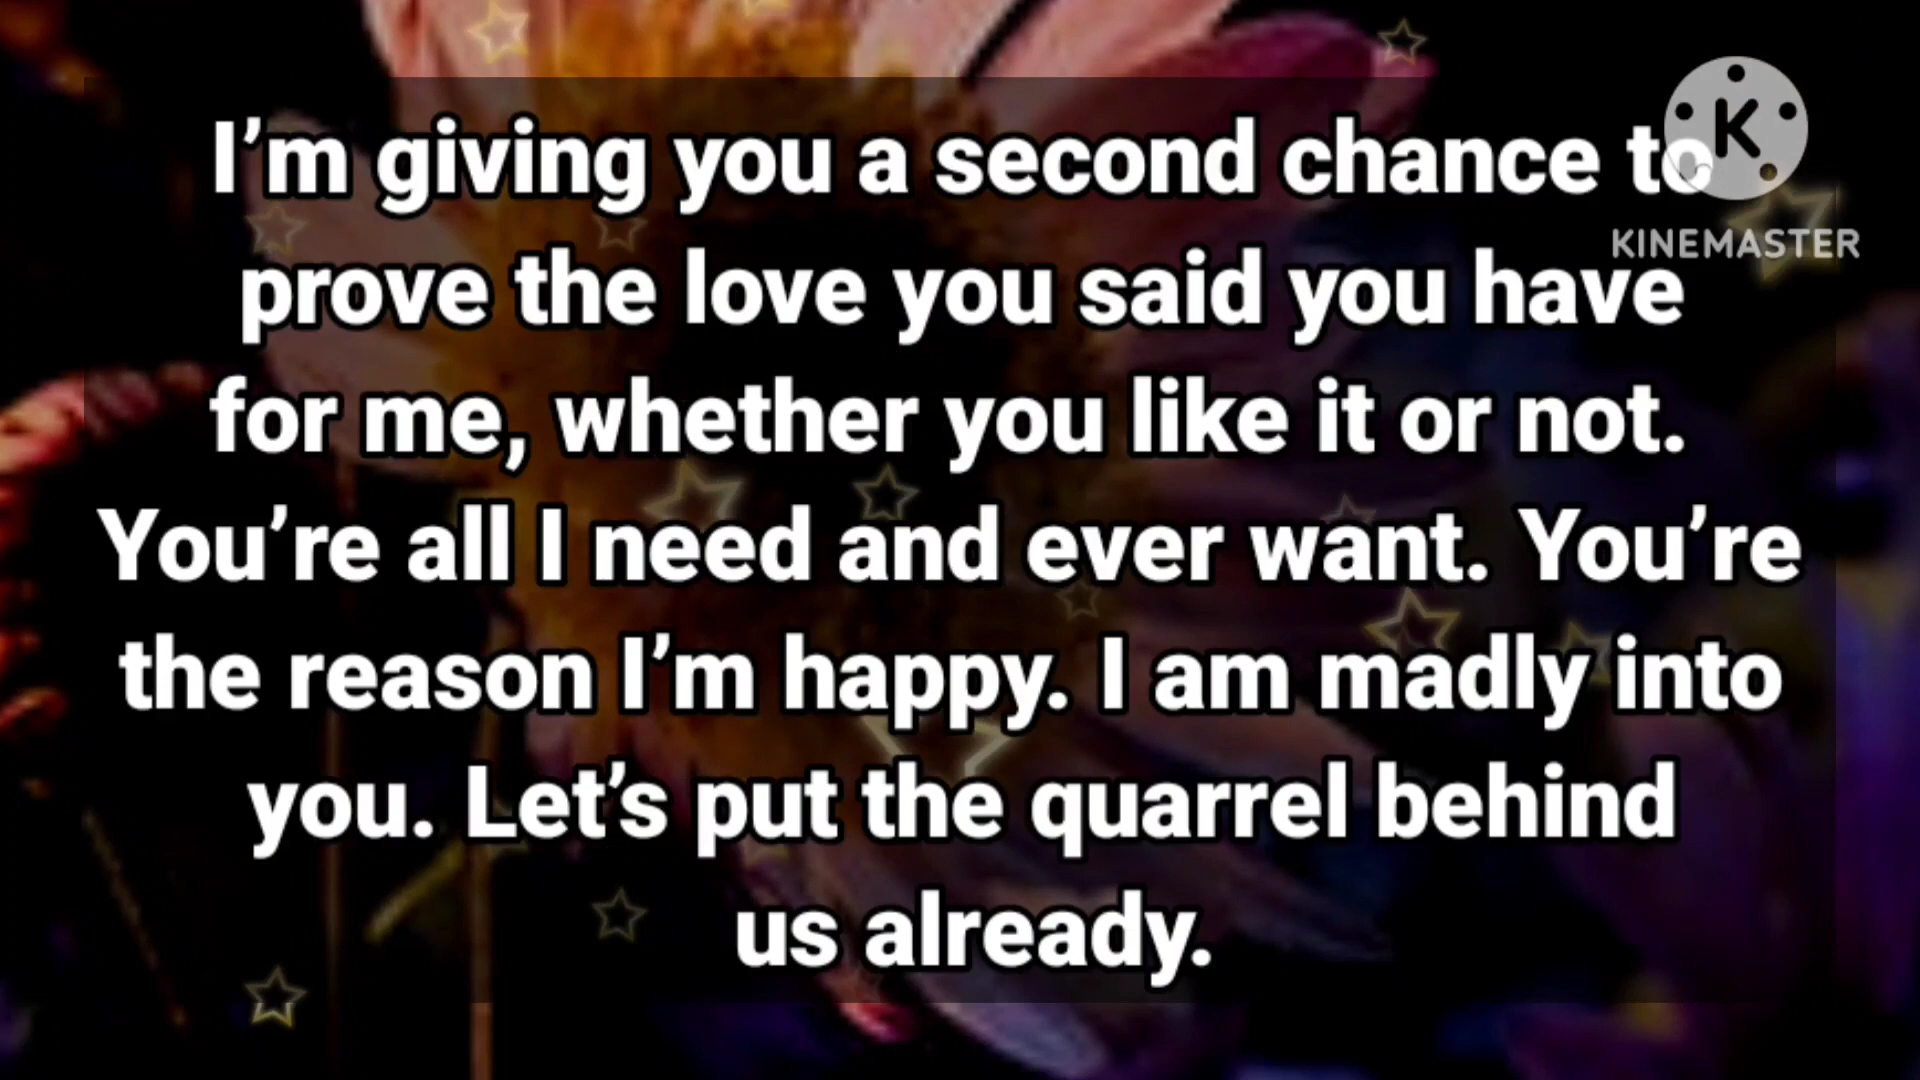 I’m giving you a second chance to
K
KINEMASTER
prove the love you said you have
for me, whether you like it or not.
You’re all I need and ever want. You’re
the reason I’m happy. I am madly into
you. Let’s put the quarrel behind
us already.